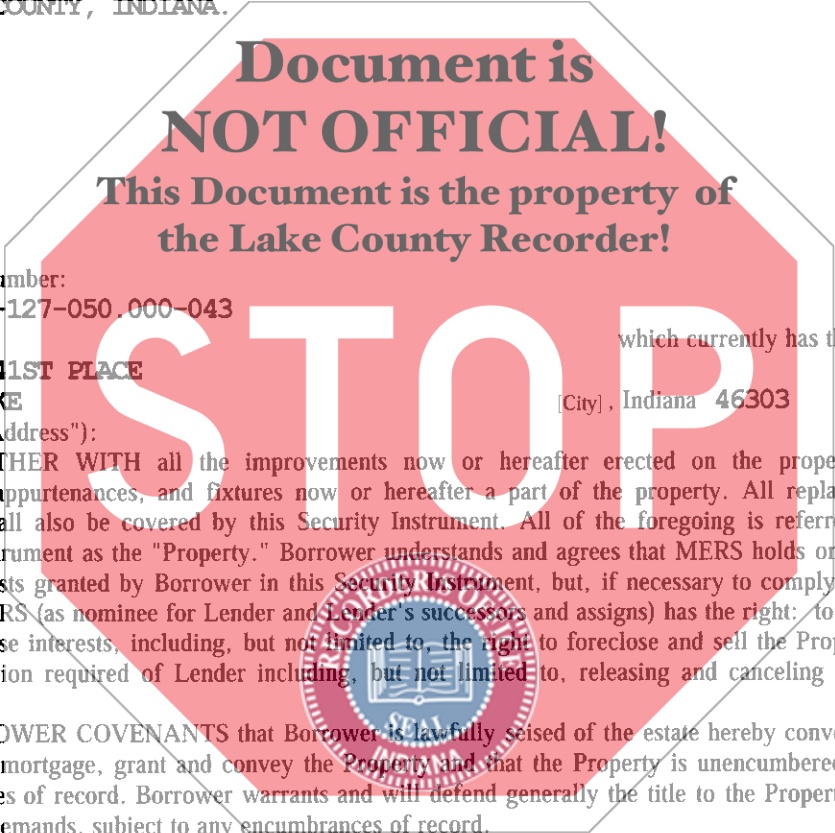 COUNTY, INDIANA.
Document is
NOT OFFICIAL!
This Document is the property of
the Lake County Recorder!
umber:
-127-050.000-043
which currently has th
41ST PLACE
KE [City], Indiana 46303
Address"):
THER WITH all the improvements now or hereafter erected on the prope
appurtenances, and fixtures now or hereafter a part of the property. All repla
all also be covered by this Security Instrument. All of the foregoing is referre
rument as the "Property." Borrower understands and agrees that MERS holds on
STOP
sts granted by Borrower in this Security Instrument, but, if necessary to comply
RS (as nominee for Lender and Lender's successors and assigns) has the right: to
se interests, including, but not limited to, the right to foreclose and sell the Prop
ion required of Lender including, but not limited to, releasing and canceling
OWER COVENANTS that Borrower is lawfully seised of the estate hereby conve
mortgage, grant and convey the Property and that the Property is unencumbered
es of record. Borrower warrants and will defend generally the title to the Propert
emands, subject to any encumbrances of record.
SEAL
INDIANA